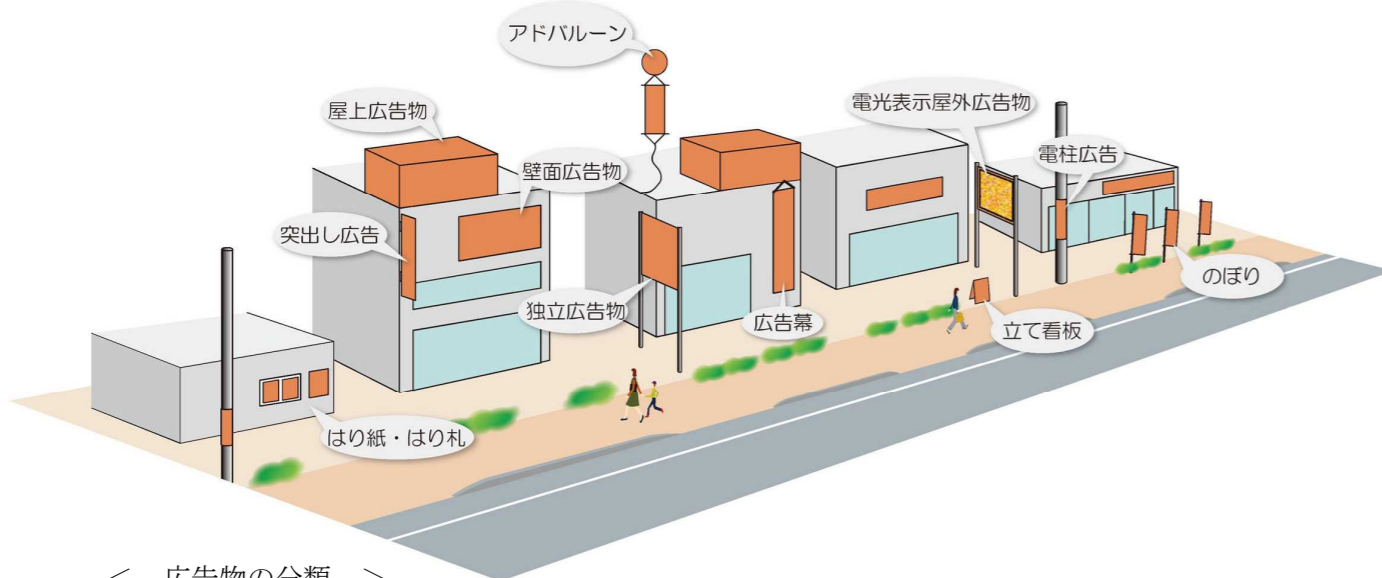 アドバルーン
屋上広告物
電光表示屋外広告物
電柱広告
壁面広告物
突出し広告
のぼり
独立広告物
広告幕
立て看板
はり紙・はり札
＜ 広告物の分類 ＞